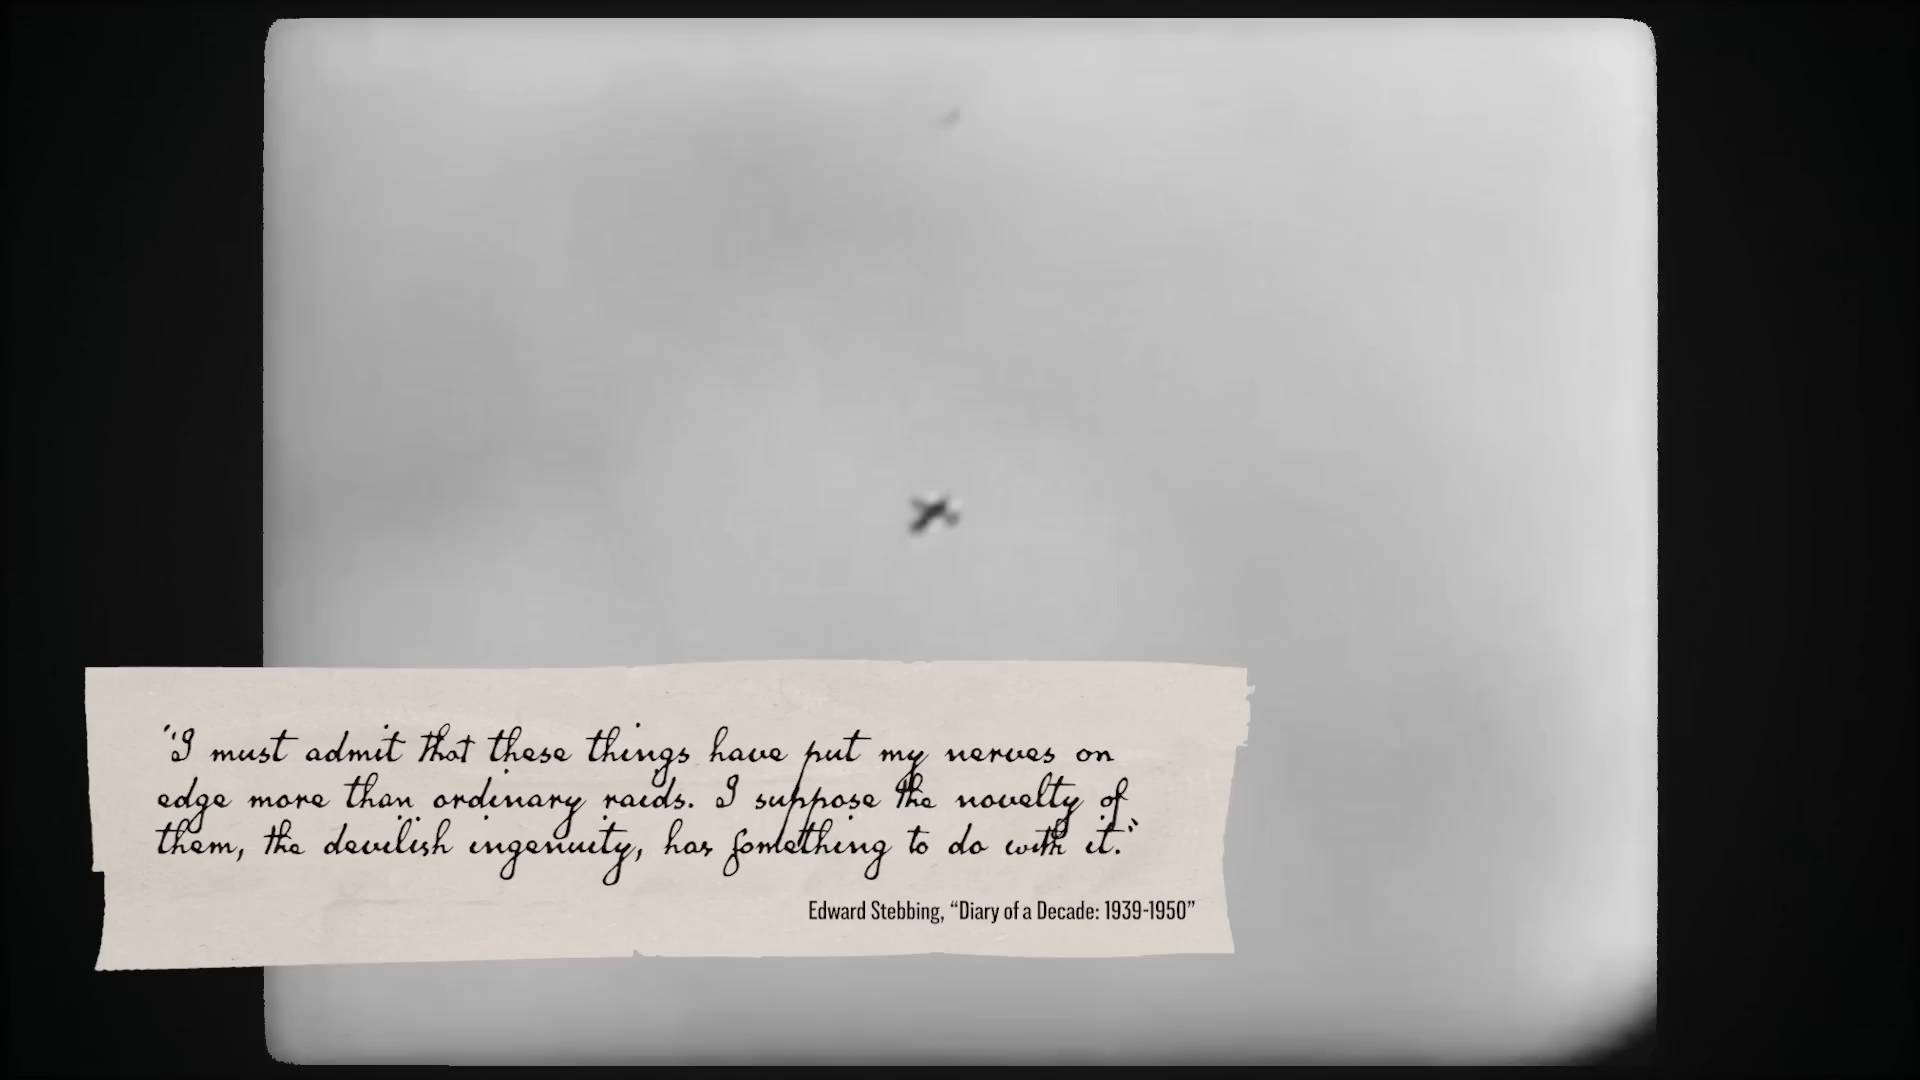 "I must admit that these things have put my nerves on
edge more than ordinary raids. I suppose the novelty of
them, the devilish ingenuity, has something to do with it."
Edward Stebbing, “Diary of a Decade: 1939-1950”